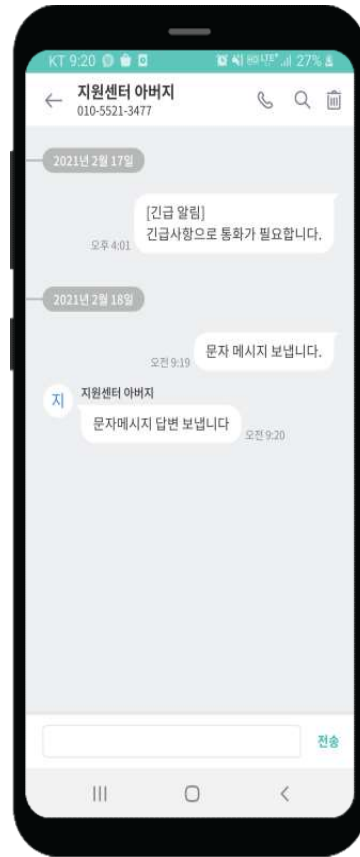 KT 9:20
27%
지원센터 아버지
010-5521-3477
2021년 2월 17일
[긴급 알림]
긴급사항으로 통화가 필요합니다.
오후 4:01
2021년 2월 18일
문자 메시지 보냅니다.
오전 9:19
지
지원센터 아버지
문자메시지 답변 보냅니다
오전 9:20
전송